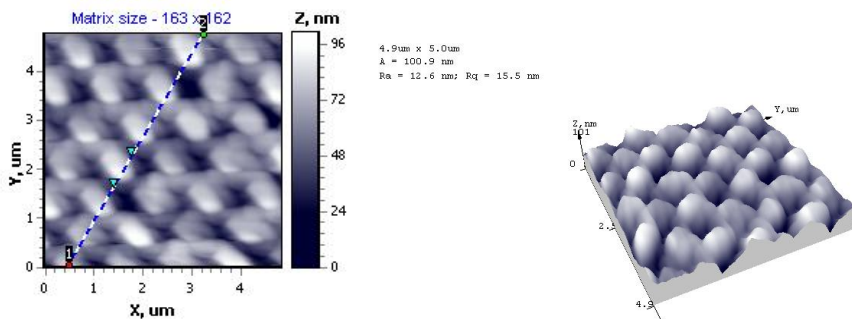 Matrix size - 163 x 162
Z, nm
96
72
48
24
0
4
3
2
1
0
Y, um
0
1
2
3
4
X, um
1
2
4.9um x 5.0um
A = 100.9 nm
Ra = 12.6 nm; Rq = 15.5 nm
Z,nm
101
0
Y,um
2.5
4.9